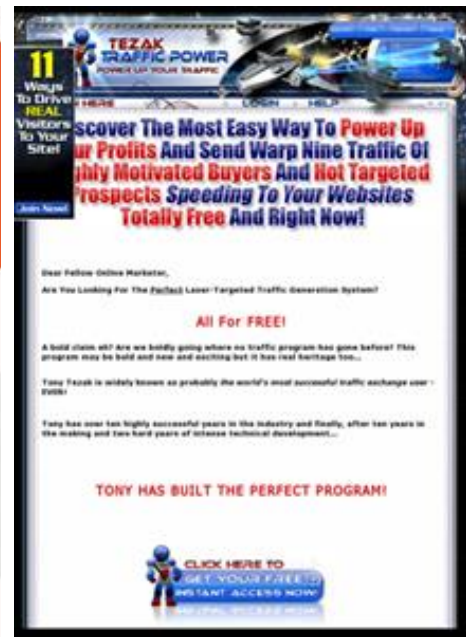 TEZAK
TRAFFIC POWER
POWER UP YOUR TRAFFIC
11
Ways
To Drive
REAL
Visitors
To Your
Site!
Join Now!
HERE
LOGIN
HELP
scover The Most Easy Way To Power Up
ur Profits And Send Warp Nine Traffic Of
ghly Motivated Buyers And Hot Targeted
Prospects Speeding To Your Websites
Totally Free And Right Now!
Dear Fellow Online Marketer,
Are You Looking For The Perfect Laser-Targeted Traffic Generation System?
All For FREE!
A bold claim eh? Are we boldly going where no traffic program has gone before? This
program may be bold and new and exciting but it has real heritage too...
Tony Tezak is widely known as probably the world's most successful traffic exchange user -
EVER!
Tony has over ten highly successful years in the industry and finally, after ten years in
the making and two hard years of intense technical development...
TONY HAS BUILT THE PERFECT PROGRAM!
CLICK HERE TO
GET YOUR FREE
INSTANT ACCESS NOW!